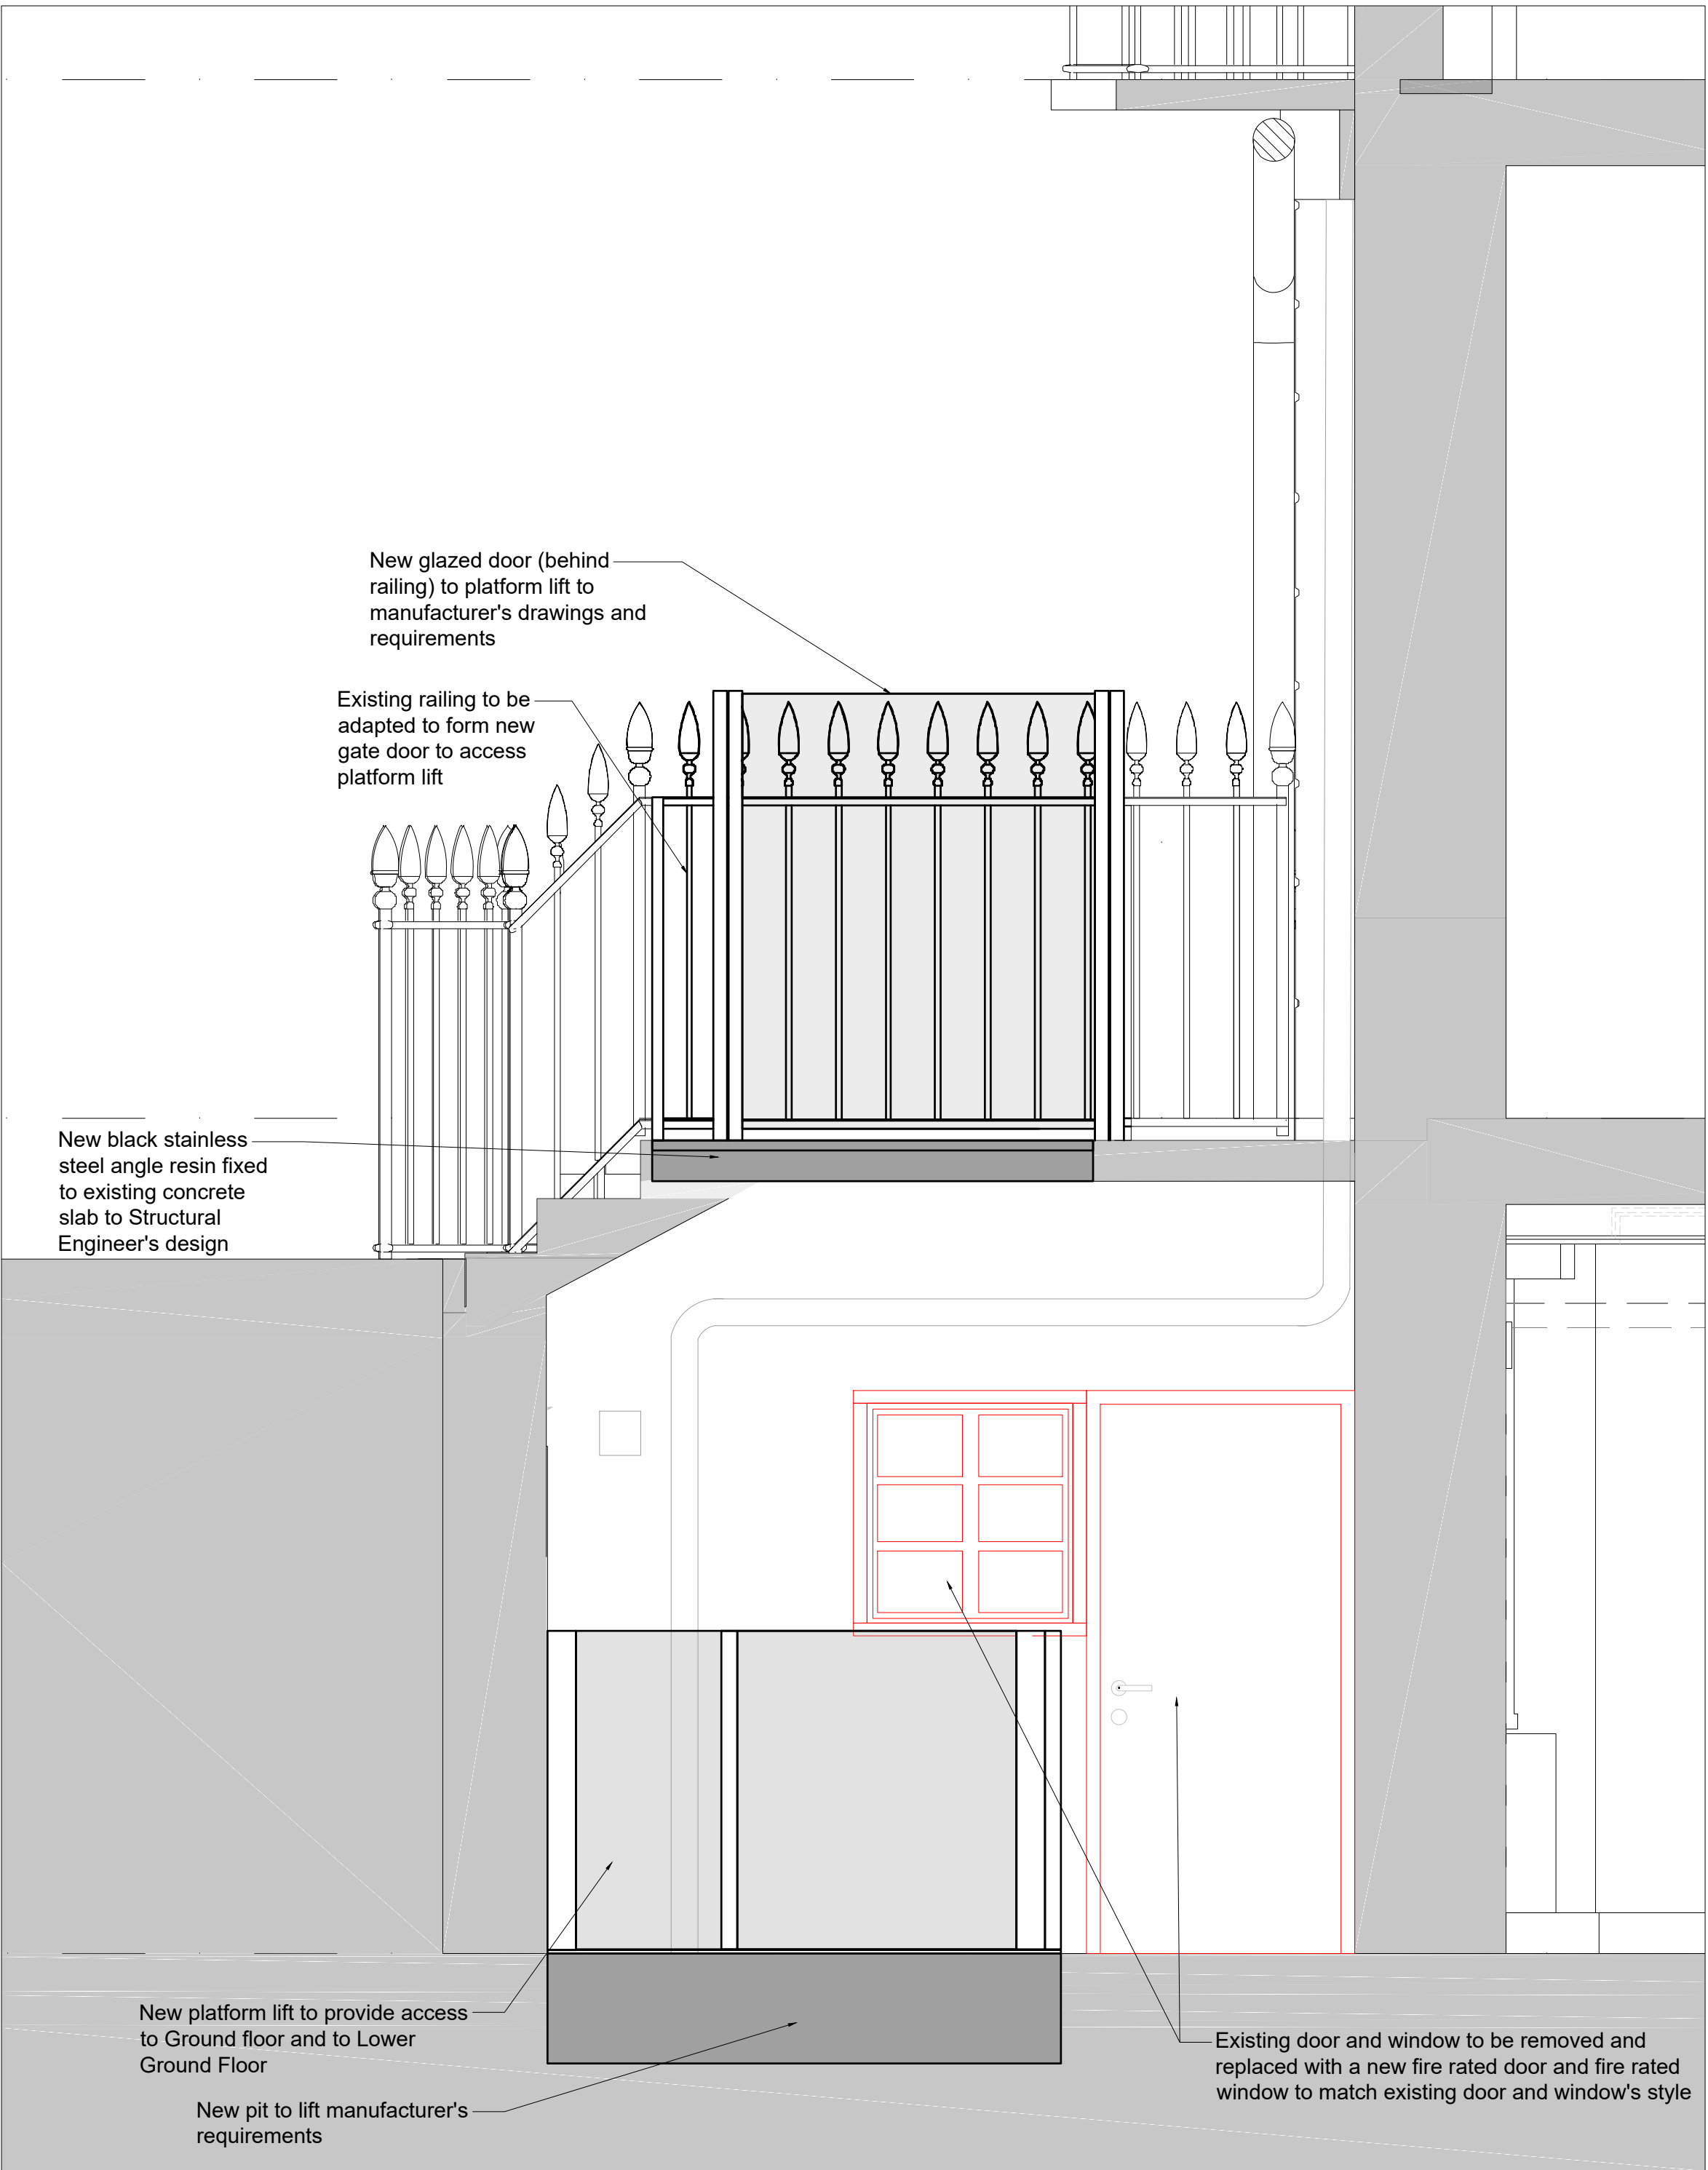 New glazed door (behind
railing) to platform lift to
manufacturer's drawings and
requirements
Existing railing to be
adapted to form new
gate door to access
platform lift
New black stainless
steel angle resin fixed
to existing concrete
slab to Structural
Engineer's design
New platform lift to provide access
to Ground floor and to Lower
Ground Floor
New pit to lift manufacturer's
requirements
Existing door and window to be removed and
replaced with a new fire rated door and fire rated
window to match existing door and window's style